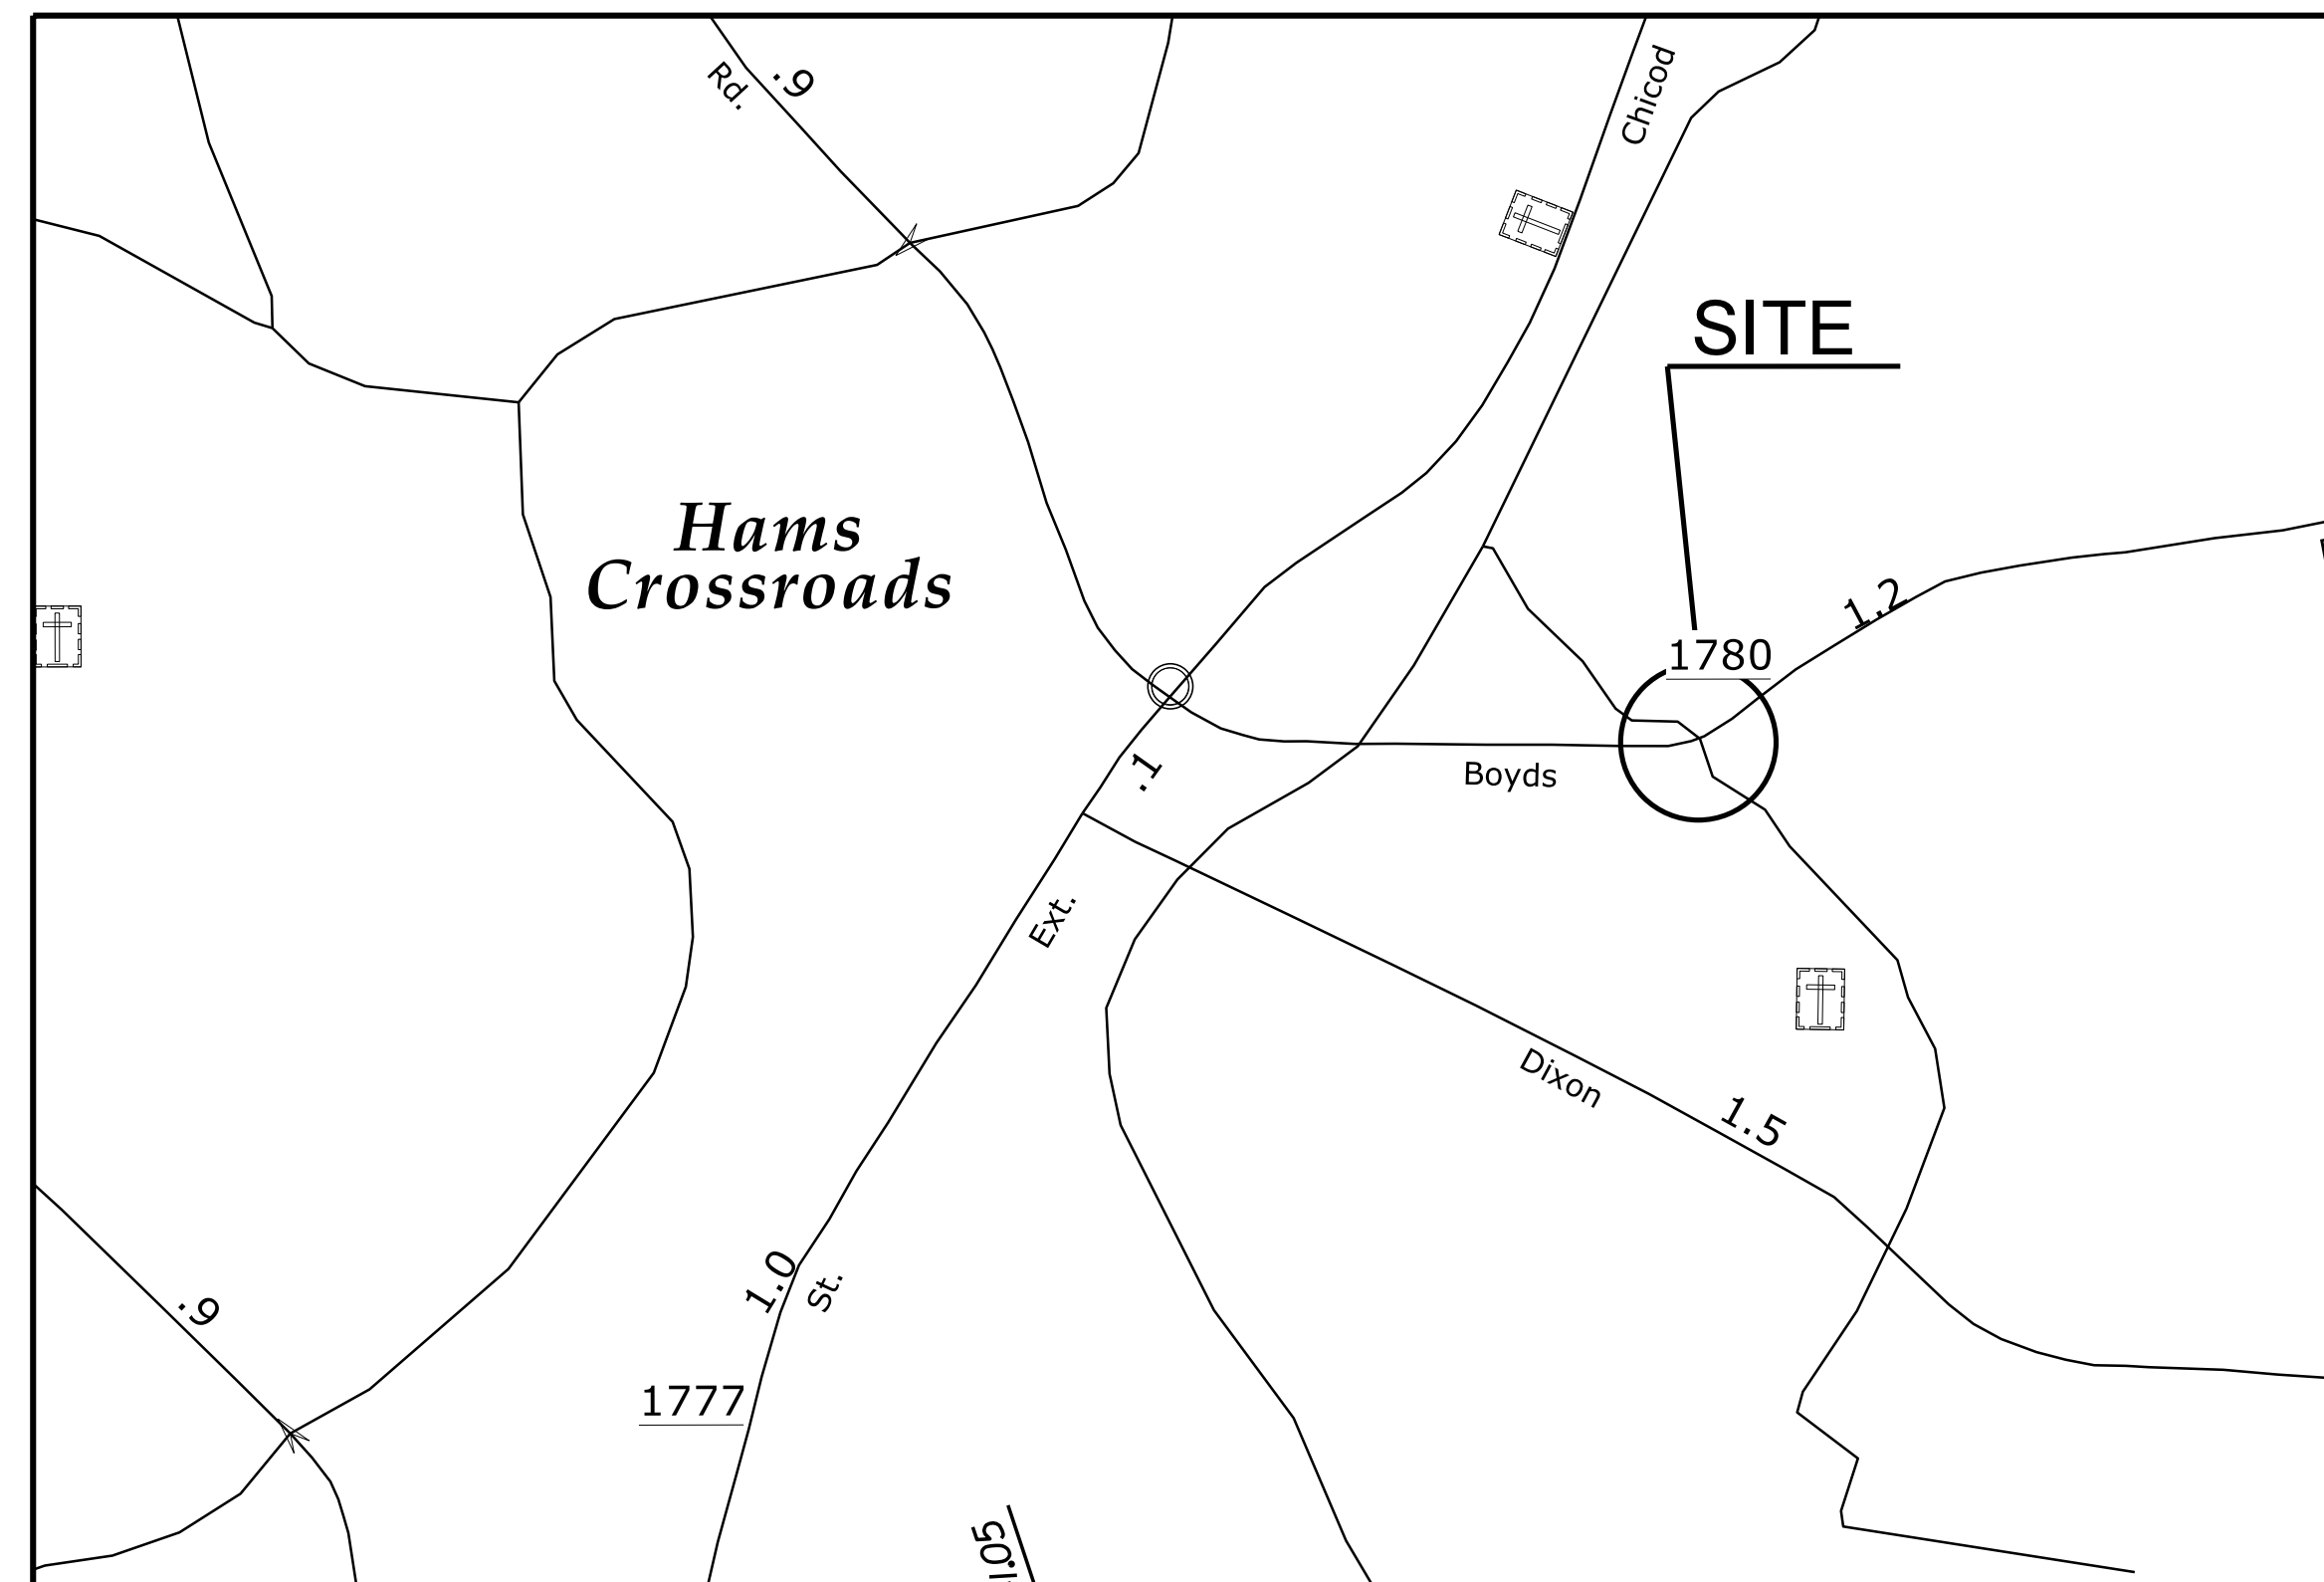 Rd.
.9
Chicod
SITE
Hams
Crossroads
1.2
1780
.1
Boyds
Ext.
Dixon
1.5
1.0
St.
.9
1777